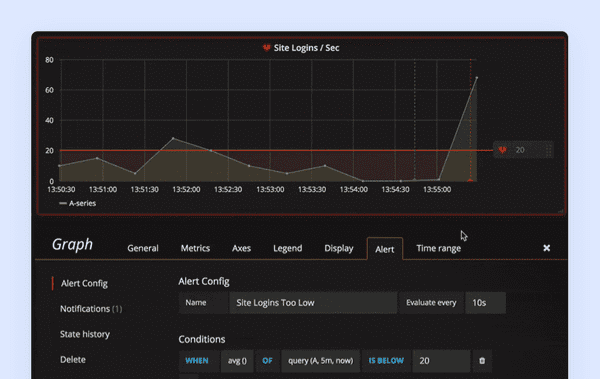 Site Logins / Sec
80
60
40
20
0
20
13:50:30 13:51:00 13:51:30 13:52:00 13:52:30 13:53:00 13:53:30 13:54:00 13:54:30 13:55:00
A-series
Graph General Metrics Axes Legend Display Alert Time range
Alert Config
Notifications (1)
State history
Delete
Alert Config
Name Site Logins Too Low Evaluate every 10s
Conditions
WHEN avg () OF query (A, 5m, now) IS BELOW 20